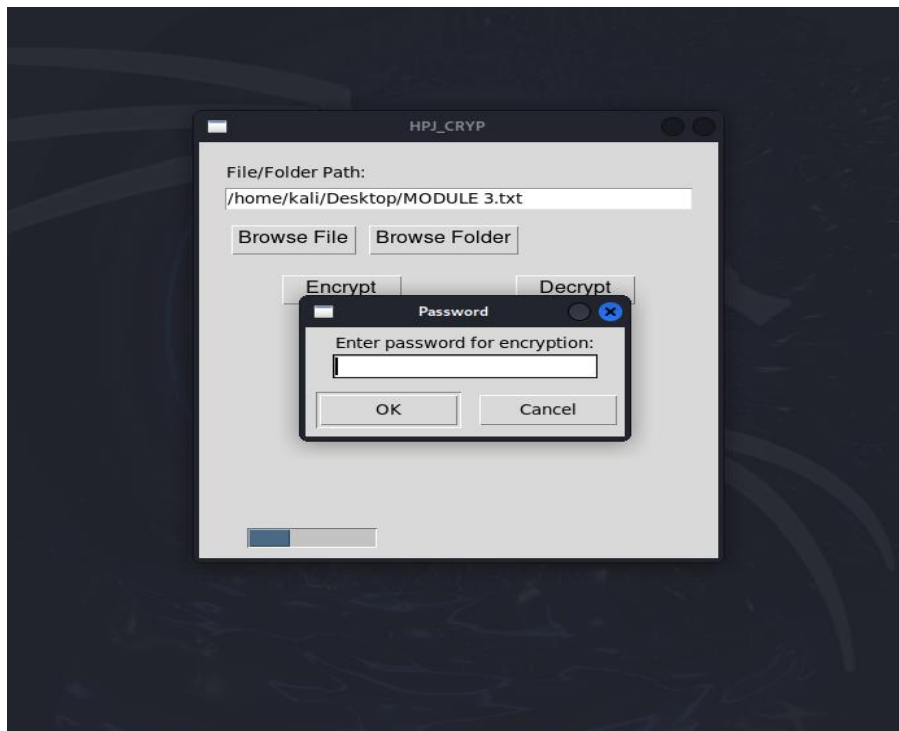 HPJ_CRYP
File/Folder Path:
/home/kali/Desktop/MODULE 3.txt
Browse File Browse Folder
Encrypt Decrypt
Password
Enter password for encryption:
OK Cancel